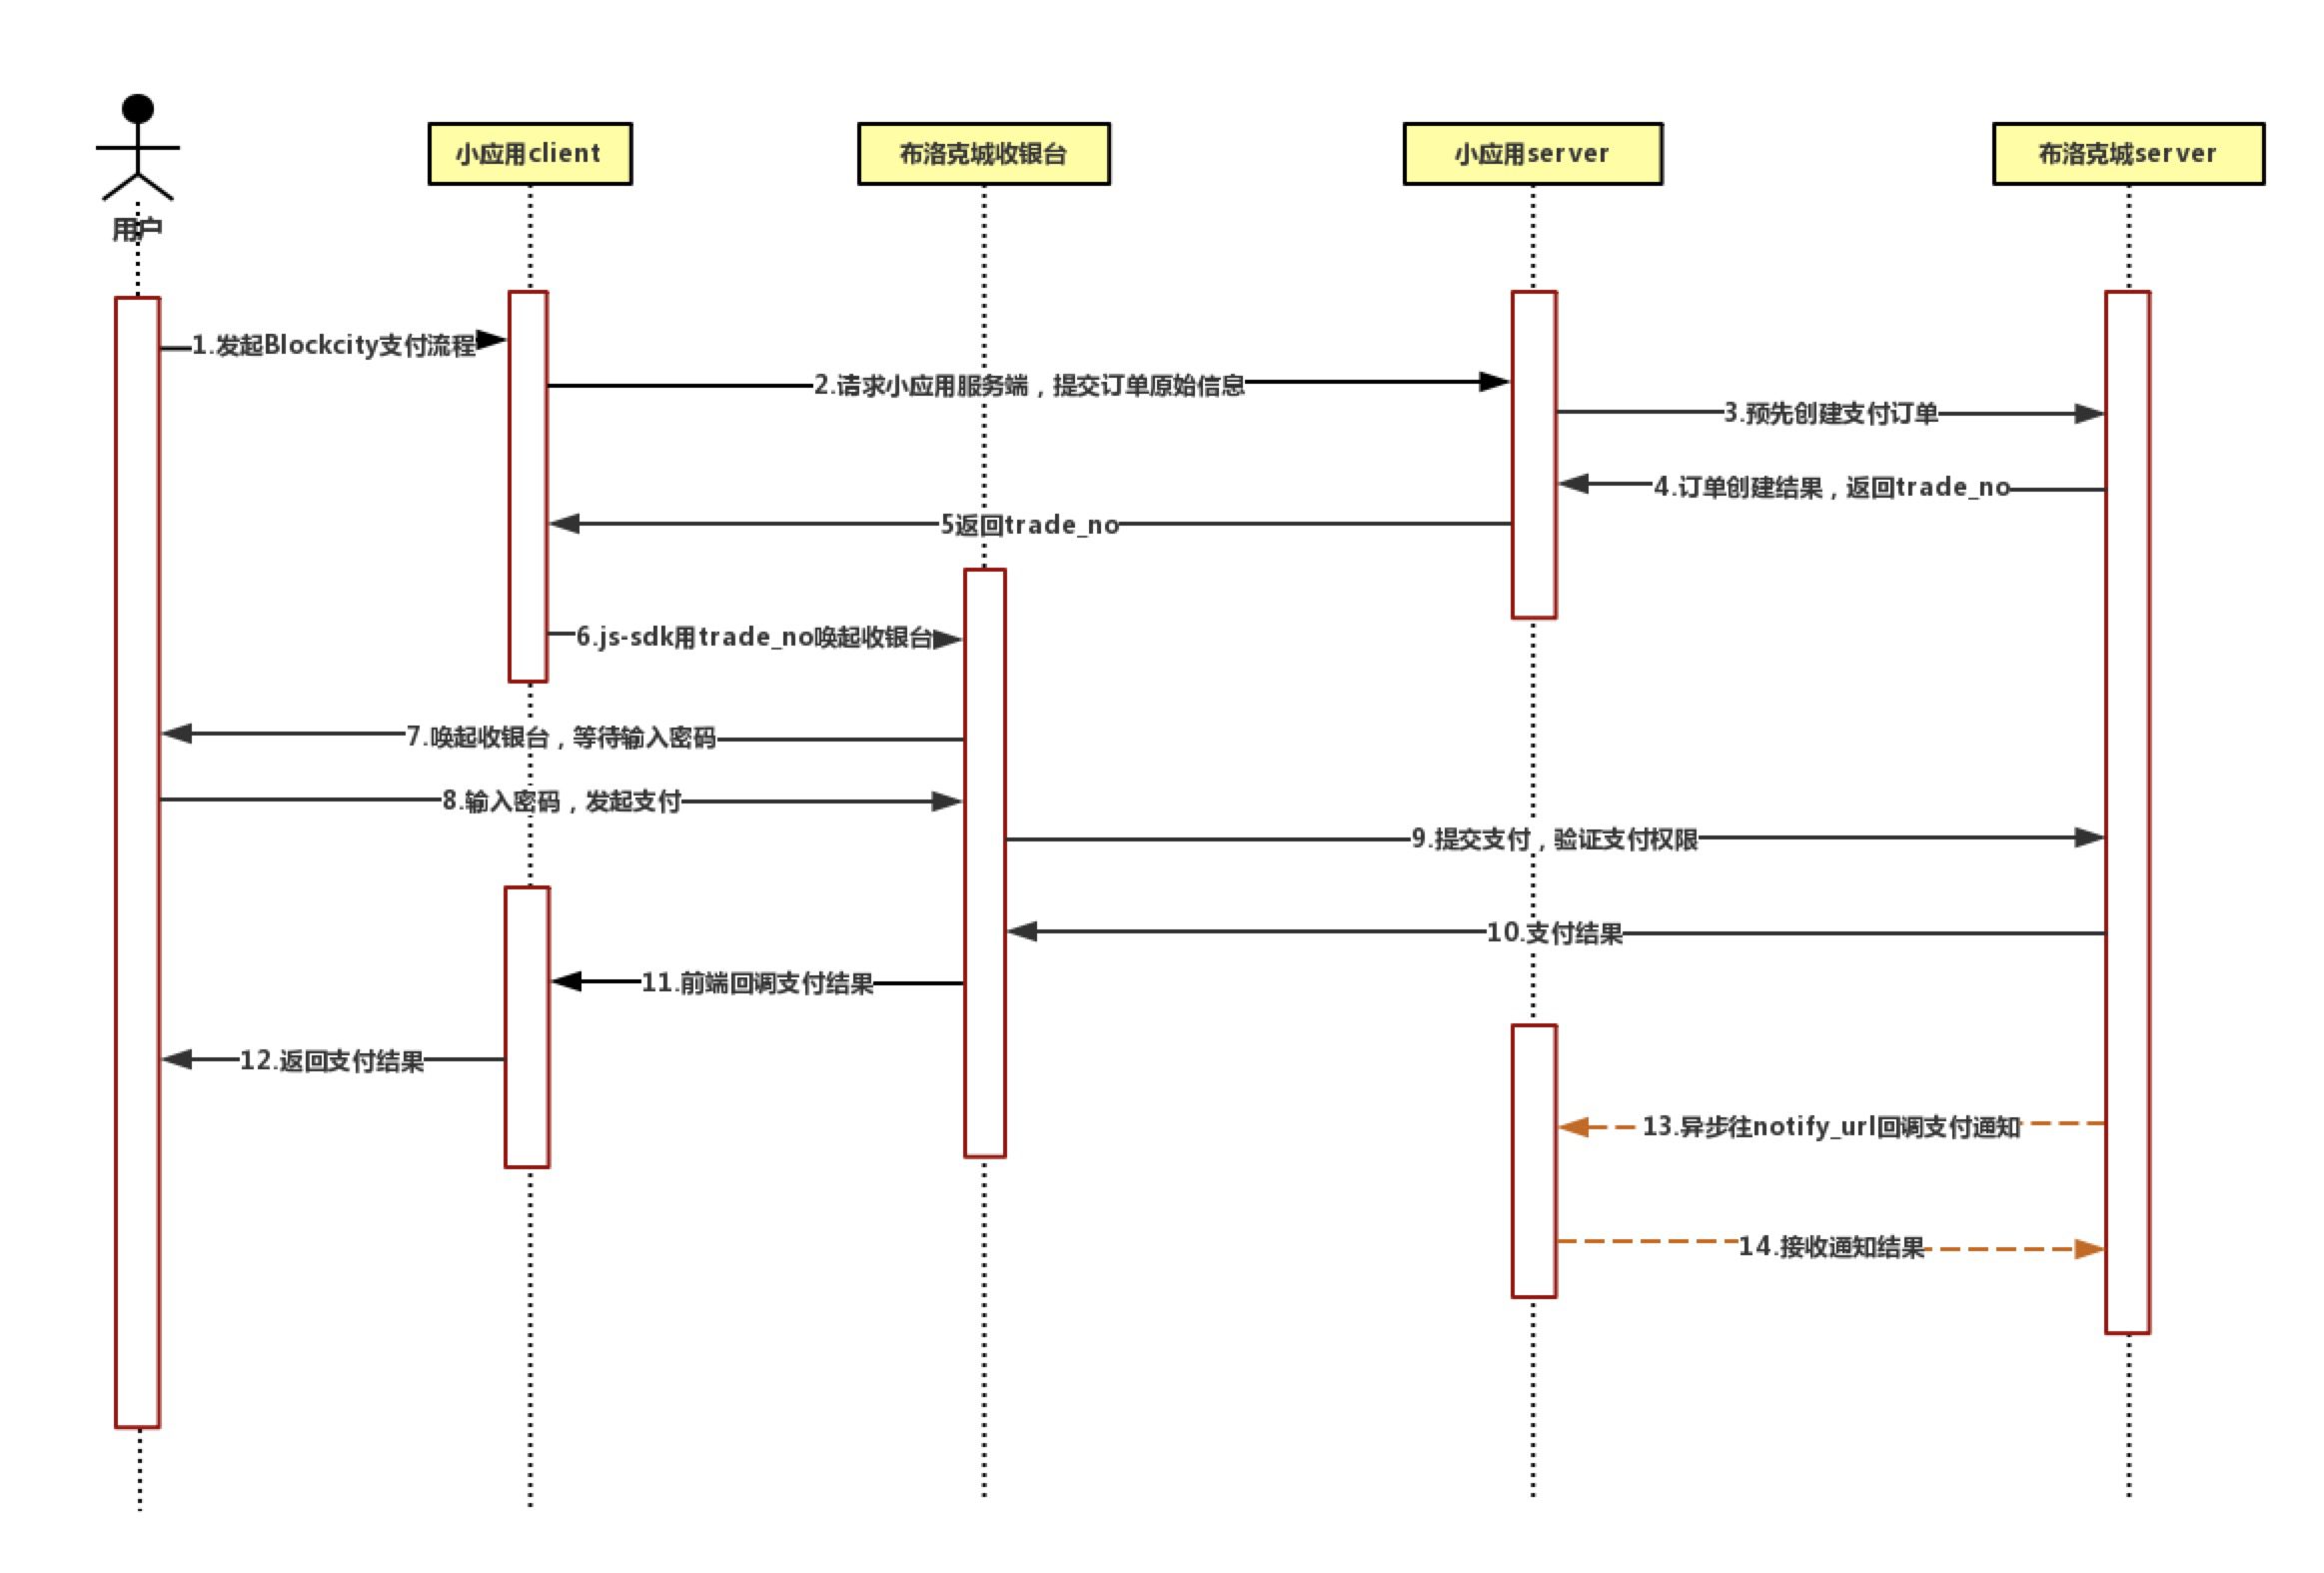 小应用client
布洛克城收银台
小应用server
布洛克城server
用户
1.发起Blockcity支付流程
2.请求小应用服务端，提交订单原始信息
3.预先创建支付订单
4.订单创建结果，返回trade_no
5返回trade_no
6.js-sdk用trade_no唤起收银台
7.唤起收银台，等待输入密码
8.输入密码，发起支付
9.提交支付，验证支付权限
10.支付结果
11.前端回调支付结果
12.返回支付结果
13.异步往notify_url回调支付通知
14.接收通知结果